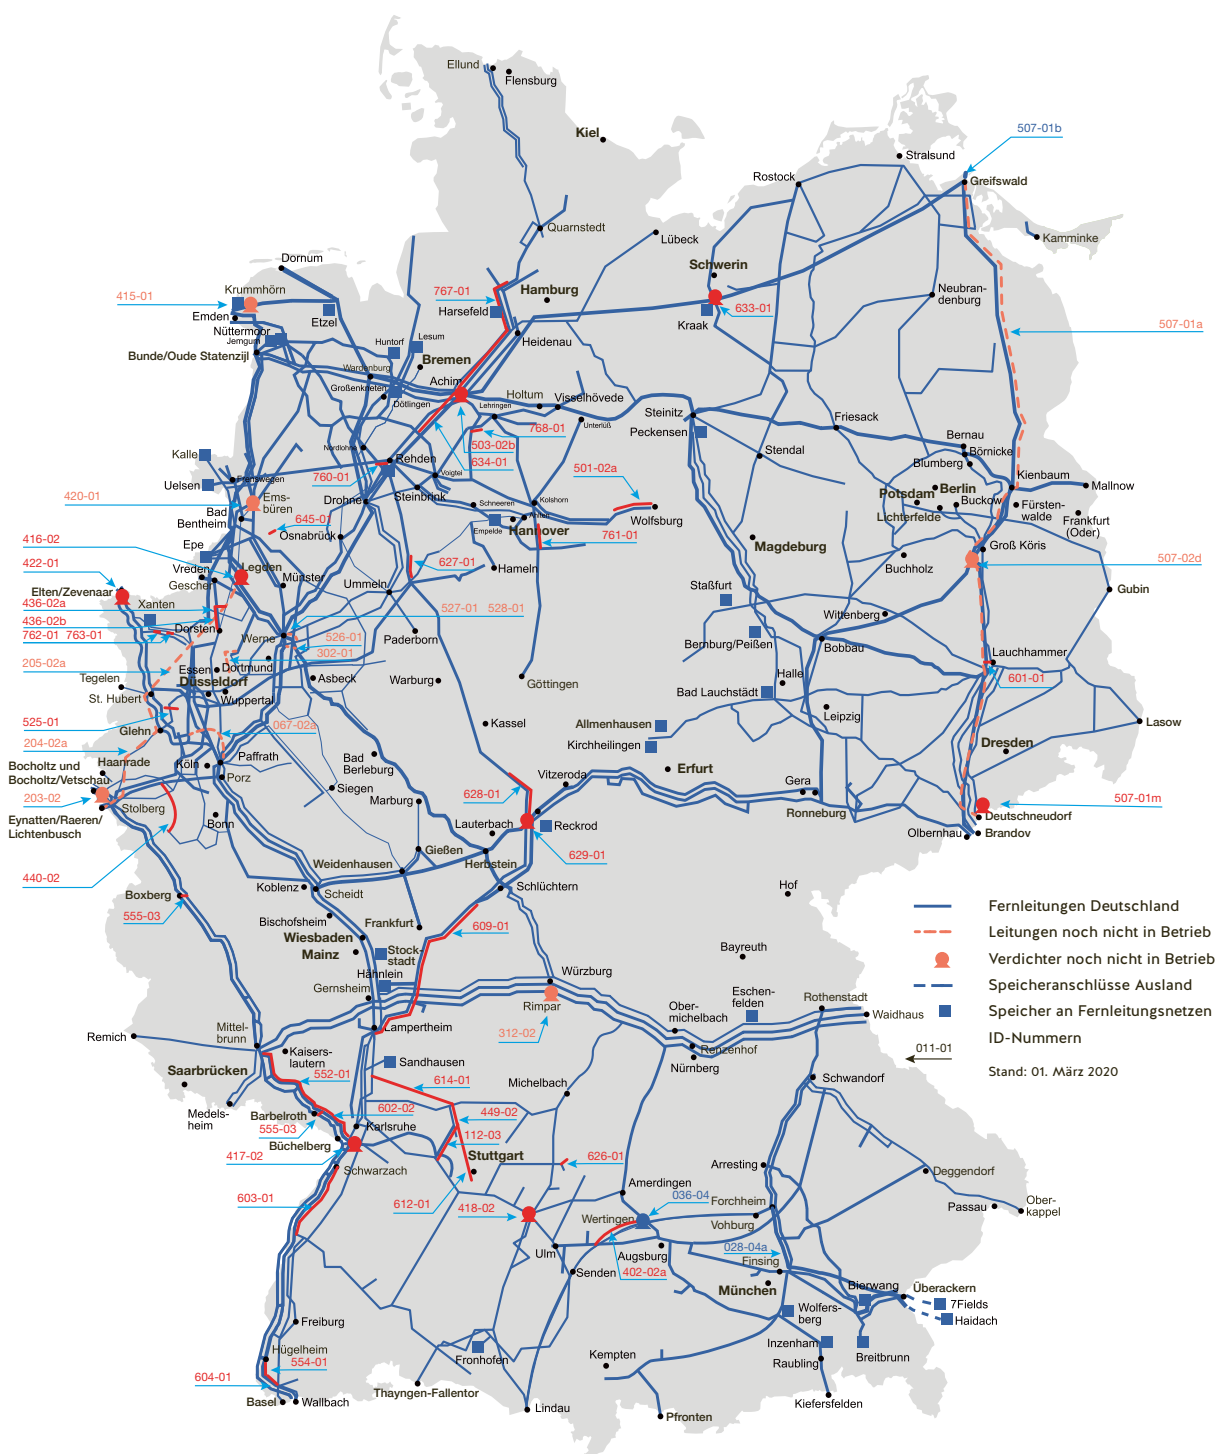 Ellund
Flensburg
Kiel
507-01b
Stralsund
Rostock
Greifswald
Quarnstedt
Lübeck
Kamminke
Dornum
Schwerin
415-01
Krummhörn
767-01
Hamburg
Neubran-
denburg
Emden
Etzel
Harsefeld
633-01
Kraak
507-01a
Nüttermoor
Jemgum
Huntorf
Lesum
Heidenau
Bunde/Oude Statenzijl
Bremen
Wardenburg
Großenkneten
Achim
Dötlingen
Holtum
Visselhövede
Lehringen
Unterlüß
Steinitz
Peckensen
Friesack
768-01
503-02b
634-01
Bernau
Börnicke
Blumberg
Nordlohne
Kalle
Rehden
Stendal
760-01
Voigtei
501-02a
Kienbaum
Mallnow
Uelsen
Frenswegen
Potsdam
Berlin
420-01
Ems-
büren
Drohne
Steinbrink
Schneeren
Kolshorn
Wolfsburg
Buckow
Lichterfelde
Fürsten-
walde
Frankfurt
(Oder)
Bad
Bentheim
645-01
Osnabrück
Empelde
Ahlten
Hannover
761-01
Magdeburg
416-02
Epe
Groß Köris
507-02d
Buchholz
422-01
Vreden
Legden
627-01
Hameln
Elten/Zevenaar
Gescher
Münster
Ummeln
Staßfurt
Gubin
436-02a
Xanten
436-02b
527-01
528-01
Wittenberg
762-01
763-01
Dorsten
Werne
526-01
Paderborn
Bernburg/Peißen
Bobbau
302-01
Lauchhammer
205-02a
Essen
Dortmund
Tegelen
Düsseldorf
Asbeck
Warburg
Göttingen
Halle
601-01
St. Hubert
Wuppertal
Bad Lauchstädt
Leipzig
525-01
067-02a
Kassel
Allmenhausen
Lasow
Glehn
204-02a
Kirchheilingen
Dresden
Haanrade
Köln
Paffrath
Bad
Berleburg
Bocholtz und
Bocholtz/Vetschau
Porz
Siegen
Vitzeroda
Erfurt
Gera
203-02
Stolberg
Marburg
628-01
507-01m
Eynatten/Raeren/
Lichtenbusch
Bonn
Lauterbach
Reckrod
Ronneburg
Deutschneudorf
Olbernhau
Brandov
Gießen
Weidenhausen
Herbstein
629-01
440-02
Koblenz
Scheidt
Schlüchtern
Hof
Boxberg
555-03
Bischofsheim
Frankfurt
609-01
Fernleitungen Deutschland
Leitungen noch nicht in Betrieb
Wiesbaden
Mainz
Stock-
stadt
Bayreuth
Verdichter noch nicht in Betrieb
Hähnlein
Würzburg
Speicheranschlüsse Ausland
Gernsheim
Rimpar
Eschen-
felden
Rothenstadt
Speicher an Fernleitungsnetzen
Ober-
michelbach
Waidhaus
Mittel-
brunn
Lampertheim
312-02
ID-Nummern
Remich
011-01
Kaisers-
lautern
Sandhausen
Renzenhof
Nürnberg
Saarbrücken
Stand: 01. März 2020
552-01
614-01
Michelbach
Schwandorf
Medels-
heim
Barbelroth
602-02
449-02
555-03
Karlsruhe
Büchelberg
112-03
417-02
Stuttgart
626-01
Arresting
Deggendorf
Schwarzach
Amerdingen
603-01
612-01
418-02
036-04
Forchheim
Passau
Ober-
kappel
Wertingen
Vohburg
Ulm
Augsburg
028-04a
Finsing
402-02a
Senden
München
Bierwang
Überackern
7Fields
Freiburg
Wolfers-
berg
Haidach
Hügelheim
554-01
Fronhofen
Kempten
Inzenham
Breitbrunn
Raubling
604-01
Thayngen-Fallentor
Basel
Wallbach
Lindau
Pfronten
Kiefersfelden